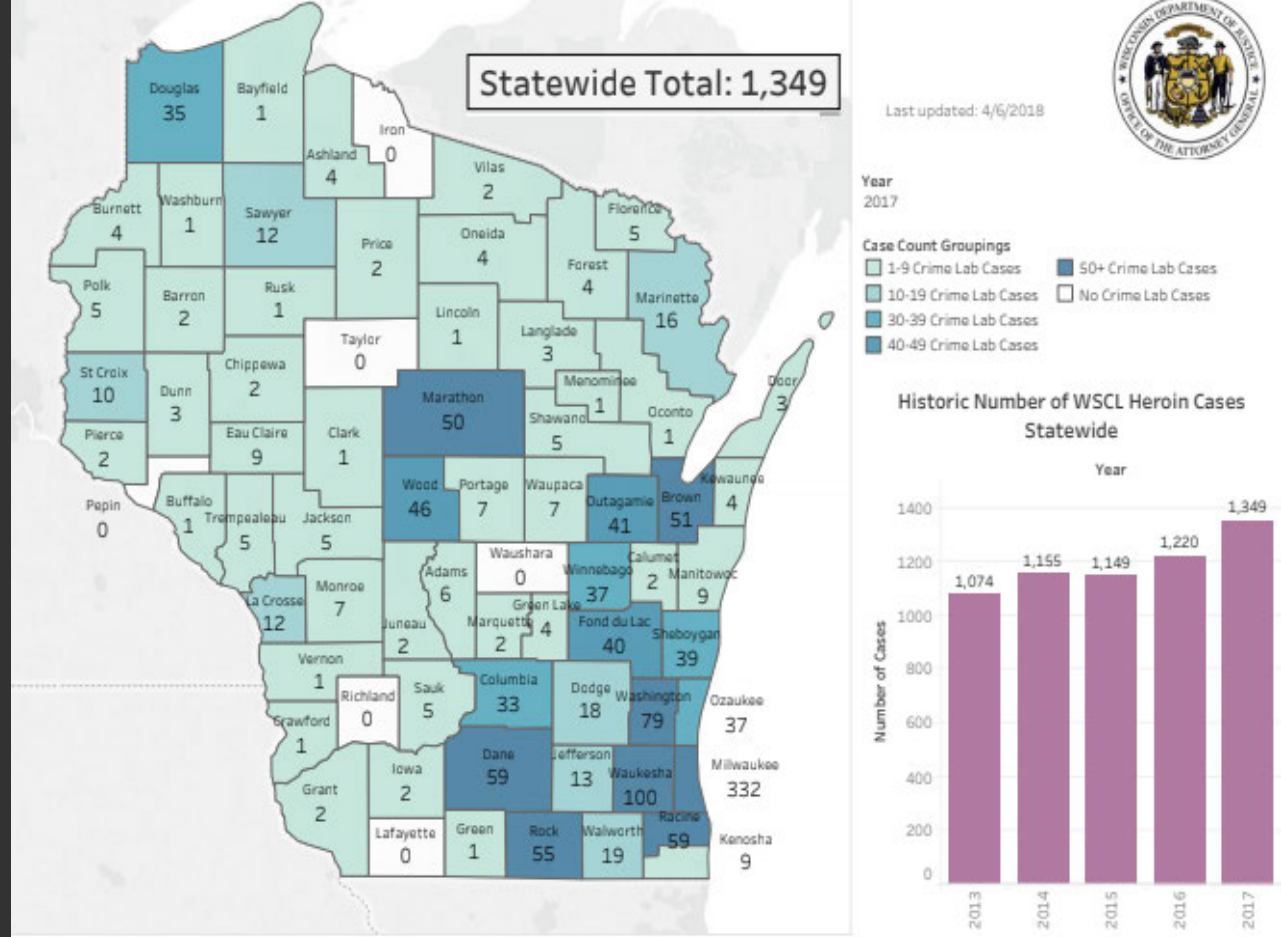 Statewide Total: 1,349
Douglas
35
Bayfield
1
Ashland
4
Iron
0
Vilas
2
Burnett
4
Washburn
1
Sawyer
12
Price
2
Oneida
4
Florence
5
Forest
4
Marinette
16
Polk
5
Barron
2
Rusk
1
Lincoln
1
Langlade
3
Taylor
0
St Croix
10
Dunn
3
Chippewa
2
Marathon
50
Menominee
1
Shawano
5
Oconto
1
Door
3
Pierce
2
Eau Claire
9
Clark
1
Pepin
0
Buffalo
1
Trempealeau
5
Jackson
5
Wood
46
Portage
7
Waupaca
7
Outagamie
41
Brown
51
Kewaunee
4
La Crosse
12
Monroe
7
Juneau
2
Adams
6
Waushara
0
Winnebago
37
Calumet
2
Manitowoc
9
Marquette
2
Green Lake
4
Fond du Lac
40
Sheboygan
39
Vernon
1
Richland
0
Sauk
5
Columbia
33
Dodge
18
Washington
79
Ozaukee
37
Crawford
1
Grant
2
Iowa
2
Dane
59
Jefferson
13
Waukesha
100
Milwaukee
332
Lafayette
0
Green
1
Rock
55
Walworth
19
Racine
59
Kenosha
9
WISCONSIN DEPARTMENT OF JUSTICE
OFFICE OF THE ATTORNEY GENERAL
Last updated: 4/6/2018
Year
2017
Case Count Groupings
1-9 Crime Lab Cases
10-19 Crime Lab Cases
30-39 Crime Lab Cases
40-49 Crime Lab Cases
50+ Crime Lab Cases
No Crime Lab Cases
Historic Number of WSCL Heroin Cases
Statewide
Year
Number of Cases
1400
1200
1000
800
600
400
200
0
1,074
1,155
1,149
1,220
1,349
2013
2014
2015
2016
2017